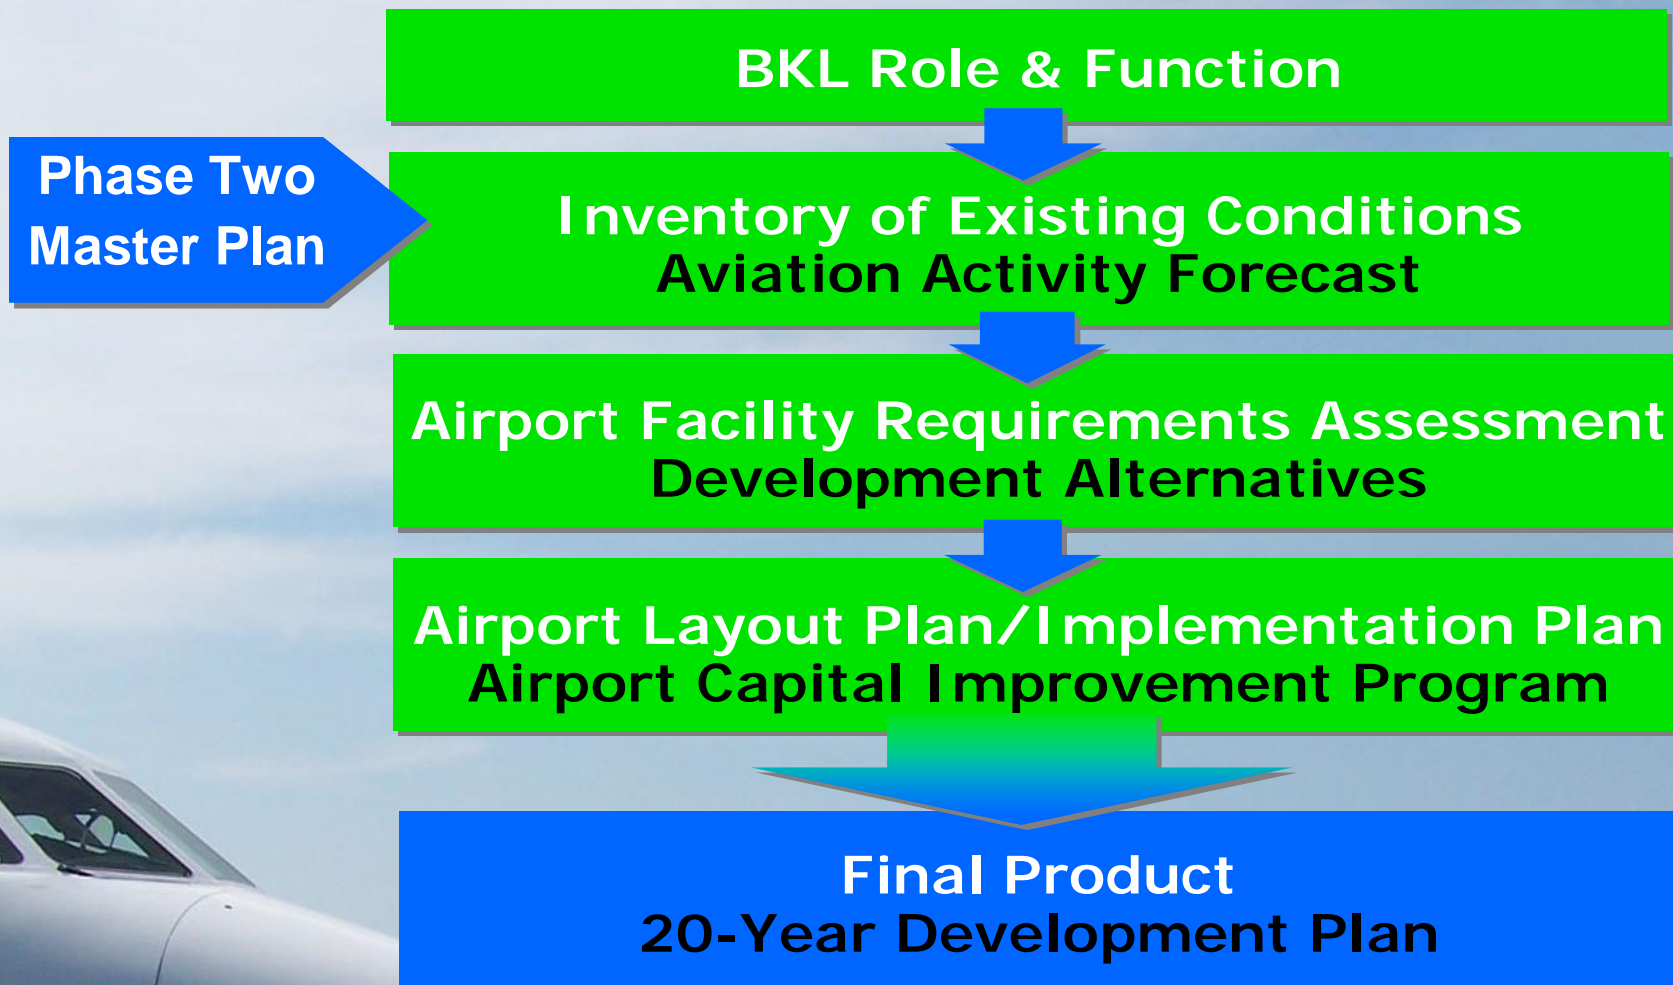 BKL Role & Function
Phase Two
Master Plan
Inventory of Existing Conditions
Aviation Activity Forecast
Airport Facility Requirements Assessment
Development Alternatives
Airport Layout Plan/Implementation Plan
Airport Capital Improvement Program
Final Product
20-Year Development Plan